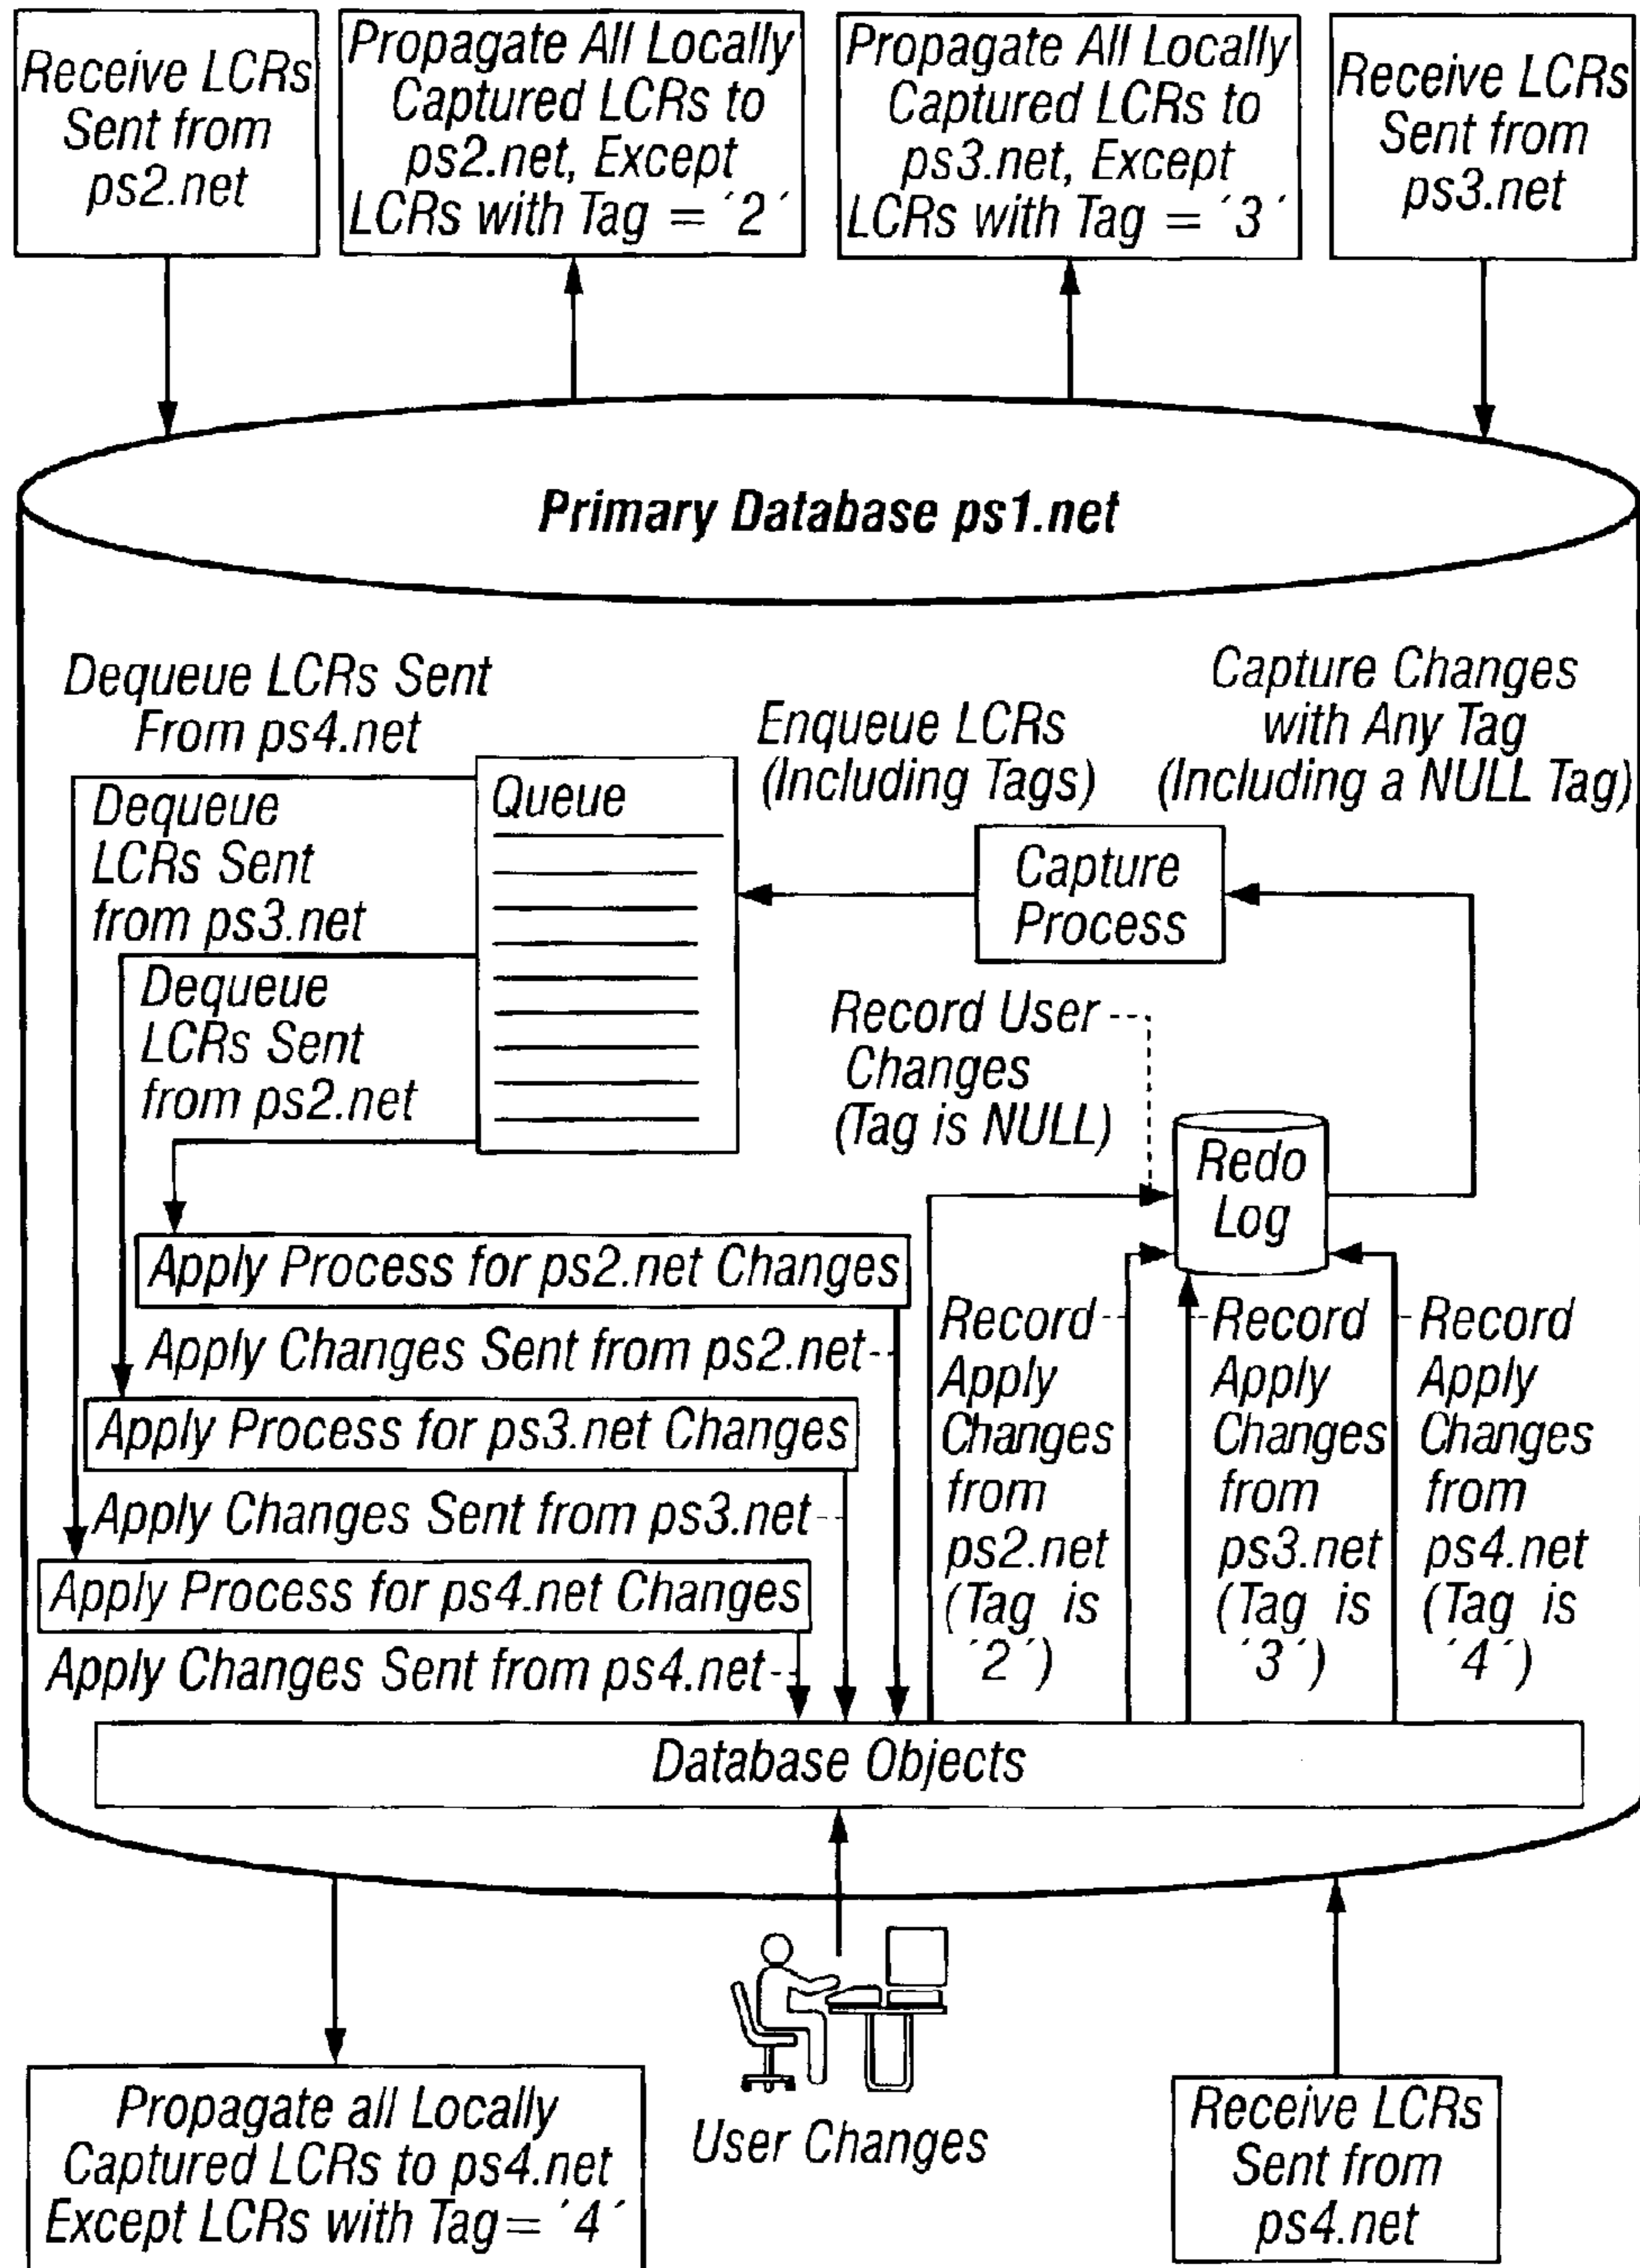 Receive LCRs
Sent from
ps2.net
Propagate All Locally
Captured LCRs to
ps2.net, Except
LCRs with Tag = ´2´
Propagate All Locally
Captured LCRs to
ps3.net, Except
LCRs with Tag = ´3´
Receive LCRs
Sent from
ps3.net
Primary Database ps1.net
Dequeue LCRs Sent
From ps4.net
Enqueue LCRs
(Including Tags)
Capture Changes
with Any Tag
(Including a NULL Tag)
Dequeue
LCRs Sent
from ps3.net
Queue
Capture
Process
Dequeue
LCRs Sent
from ps2.net
Record User
Changes
(Tag is NULL)
Redo
Log
Apply Process for ps2.net Changes
Apply Changes Sent from ps2.net
Apply Process for ps3.net Changes
Apply Changes Sent from ps3.net
Apply Process for ps4.net Changes
Apply Changes Sent from ps4.net
Record
Apply
Changes
from
ps2.net
(Tag is
´2´)
Record
Apply
Changes
from
ps3.net
(Tag is
´3´)
Record
Apply
Changes
from
ps4.net
(Tag is
´4´)
Database Objects
User Changes
Propagate all Locally
Captured LCRs to ps4.net
Except LCRs with Tag= ´4´
Receive LCRs
Sent from
ps4.net